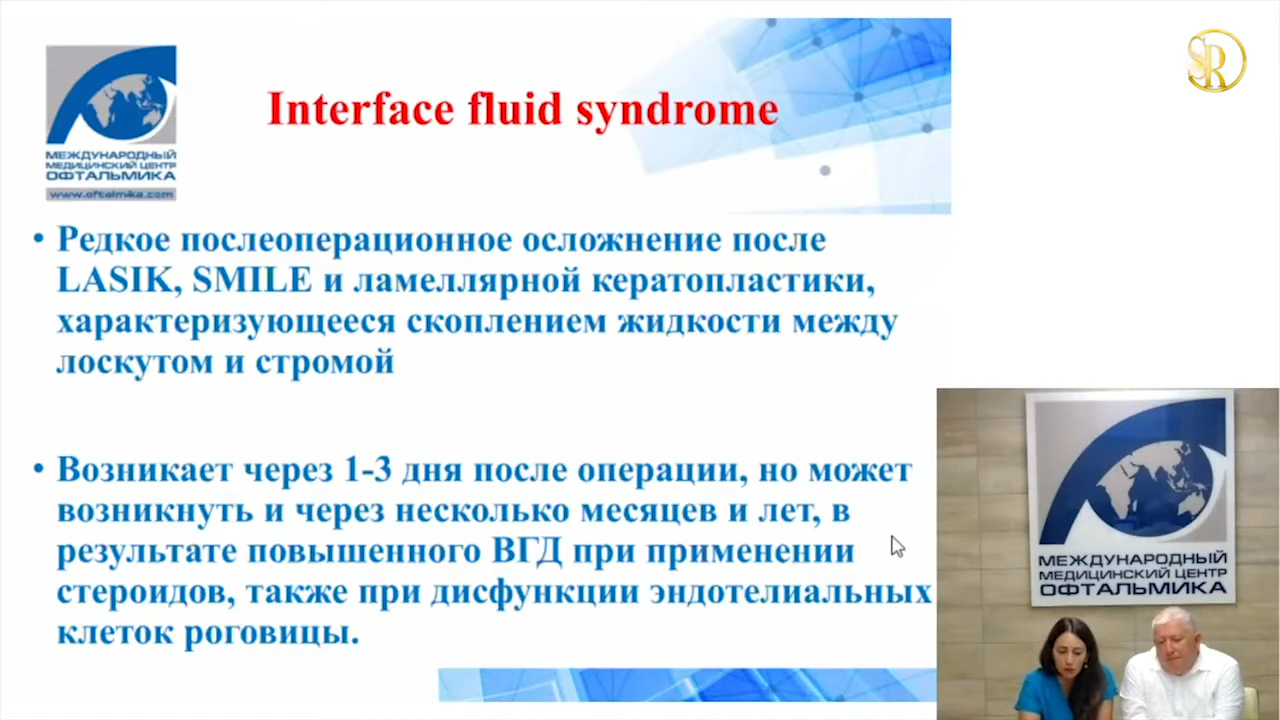 SR
МЕЖДУНАРОДНЫЙ
МЕДИЦИНСКИЙ ЦЕНТР
ОФТАЛЬМИКА
www.oftalmika.com
Interface fluid syndrome
• Редкое послеоперационное осложнение после
LASIK, SMILE и ламеллярной кератопластики,
характеризующееся скоплением жидкости между
лоскутом и стромой
• Возникает через 1-3 дня после операции, но может
возникнуть и через несколько месяцев и лет, в
результате повышенного ВГД при применении
стероидов, также при дисфункции эндотелиальных
клеток роговицы.
МЕЖДУНАРОДНЫЙ
МЕДИЦИНСКИЙ ЦЕНТР
ОФТАЛЬМИКА